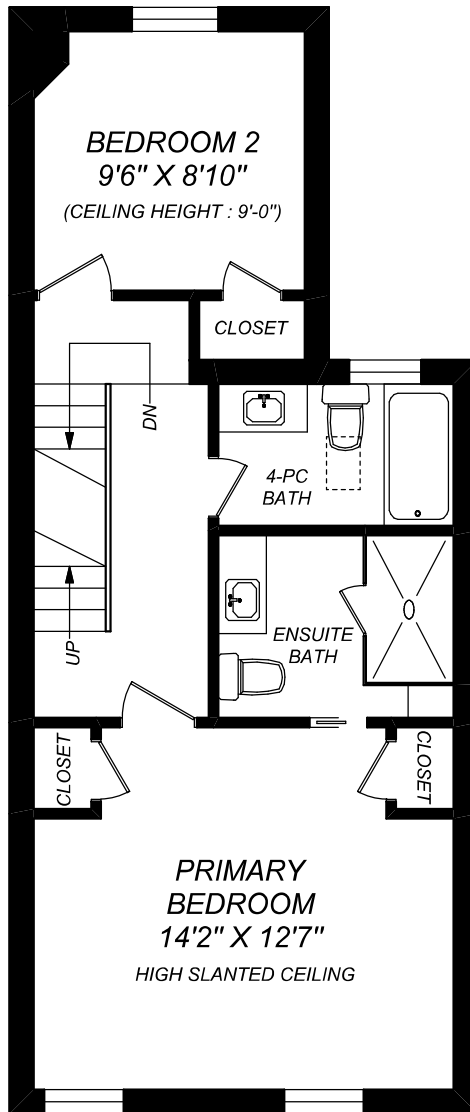 BEDROOM 2
9'6" X 8'10"
(CEILING HEIGHT : 9'-0")
CLOSET
DN
4-PC
BATH
ENSUITE
BATH
UP
CLOSET
CLOSET
PRIMARY
BEDROOM
14'2" X 12'7"
HIGH SLANTED CEILING